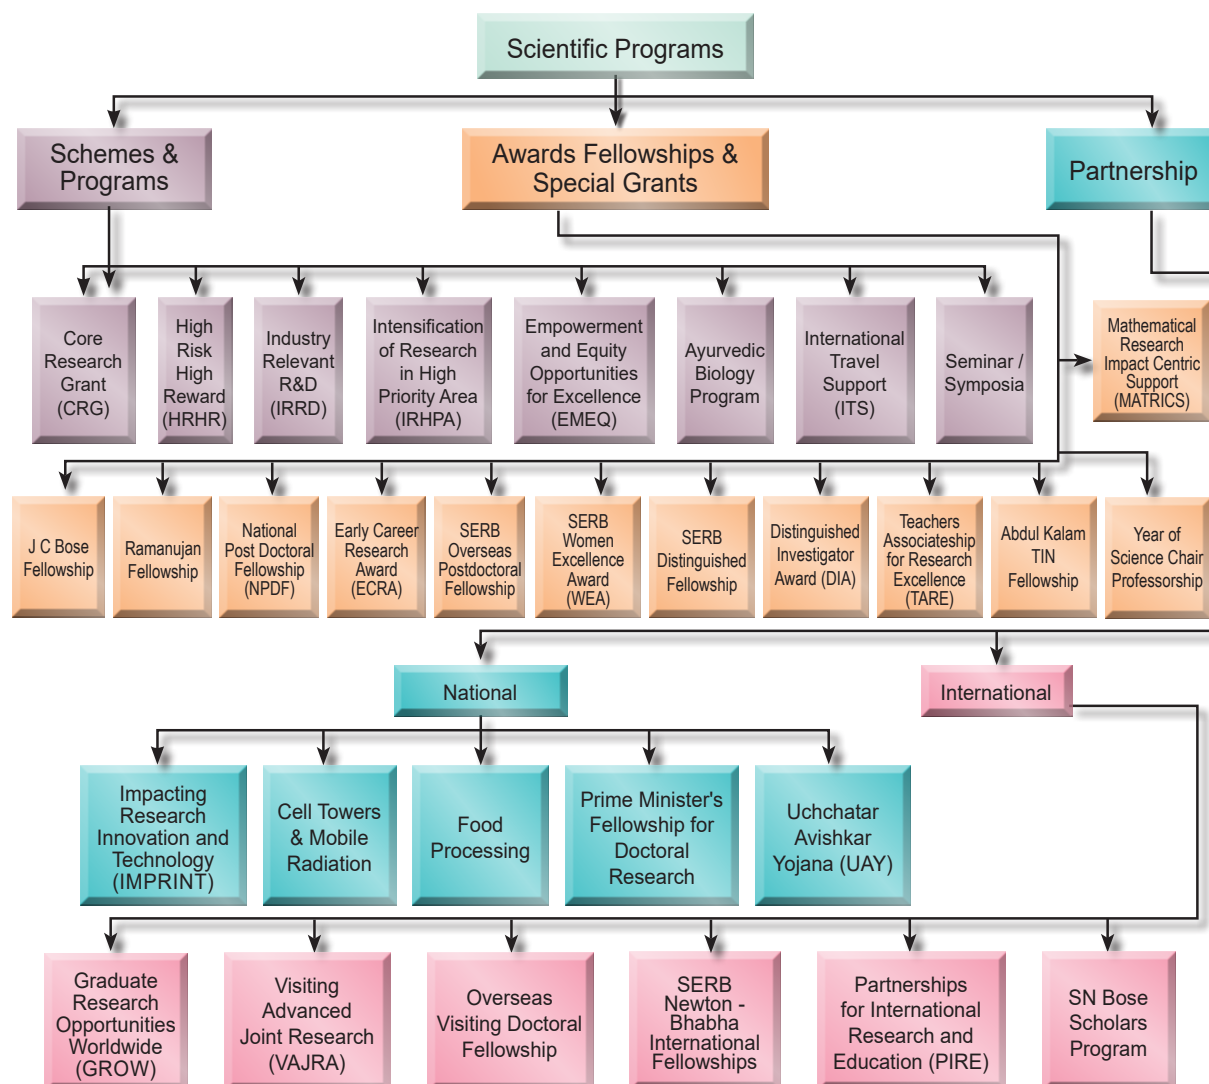 Scientific Programs
Schemes &
Programs
Awards Fellowships &
Special Grants
Partnership
Core
Research
Grant
(CRG)
High
Risk
High
Reward
(HRHR)
Industry
Relevant
R&D
(IRRD)
Intensification
of Research
in High
Priority Area
(IRHPA)
Empowerment
and Equity
Opportunities
for Excellence
(EMEQ)
Ayurvedic
Biology
Program
International
Travel
Support
(ITS)
Seminar /
Symposia
Mathematical
Research
Impact Centric
Support
(MATRICS)
J C Bose
Fellowship
Ramanujan
Fellowship
National
Post Doctoral
Fellowship
(NPDF)
Early Career
Research
Award
(ECRA)
SERB
Overseas
Postdoctoral
Fellowship
SERB
Women
Excellence
Award
(WEA)
SERB
Distinguished
Fellowship
Distinguished
Investigator
Award (DIA)
Teachers
Associateship
for Research
Excellence
(TARE)
Abdul Kalam
TIN
Fellowship
Year of
Science Chair
Professorship
National
International
Impacting
Research
Innovation and
Technology
(IMPRINT)
Cell Towers
& Mobile
Radiation
Food
Processing
Prime Minister's
Fellowship for
Doctoral
Research
Uchchatar
Avishkar
Yojana (UAY)
Graduate
Research
Opportunities
Worldwide
(GROW)
Visiting
Advanced
Joint Research
(VAJRA)
Overseas
Visiting Doctoral
Fellowship
SERB
Newton -
Bhabha
International
Fellowships
Partnerships
for International
Research and
Education (PIRE)
SN Bose
Scholars
Program